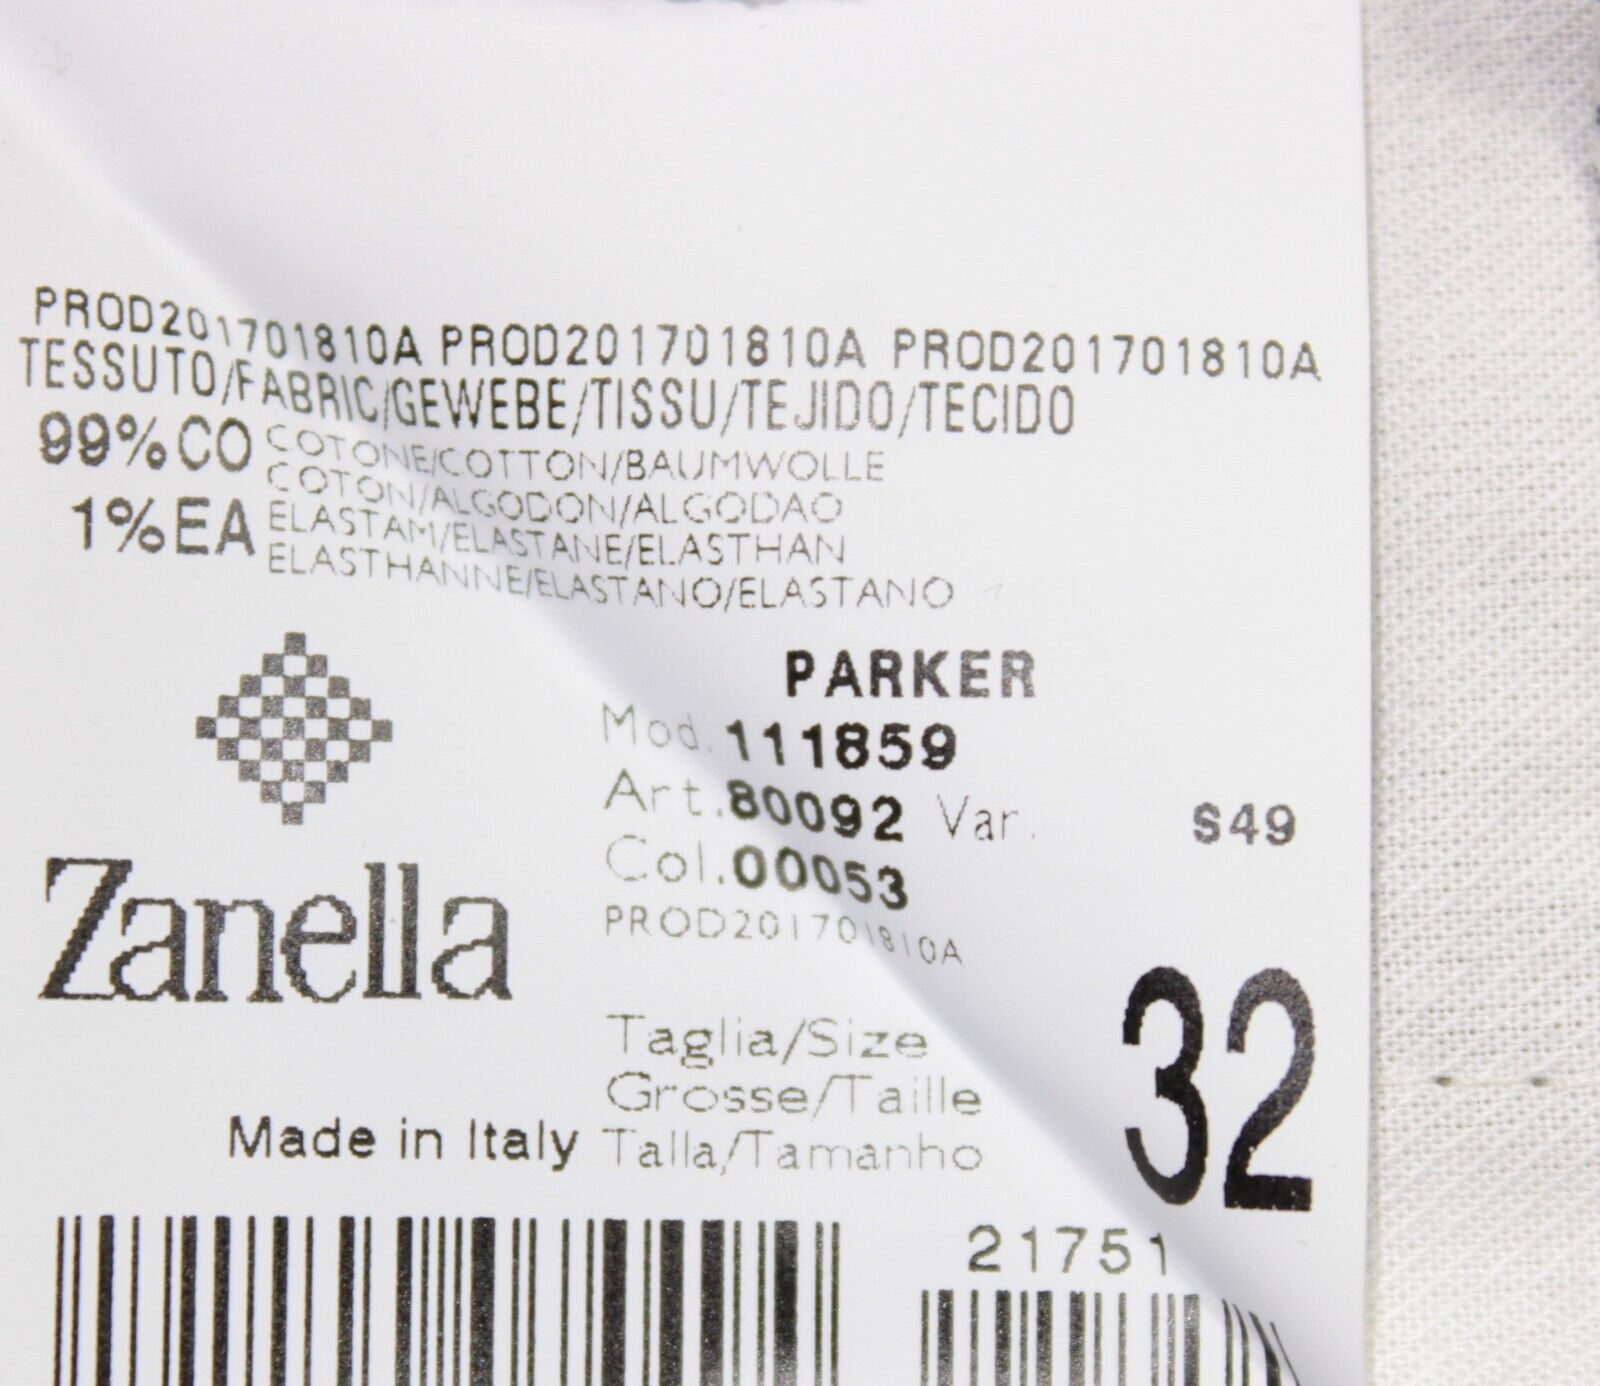 PROD201701810A PROD201701810A PROD201701810A
TESSUTO/FABRIC/GEWEBE/TISSU/TEJIDO/TECIDO
99%CO COTONE/COTTON/BAUMWOLLE
COTON/ALGODON/ALGODAO
1%EA ELASTAM/ELASTANE/ELASTHAN
ELASTHANNE/ELASTANO/ELASTANO
PARKER
Mod. 111859
Art. 80092 Var. S49
Col. 00053
PROD201701810A
Zanella
Taglia/Size
Grosse/Taille
Talla/Tamanho
32
Made in Italy
21751